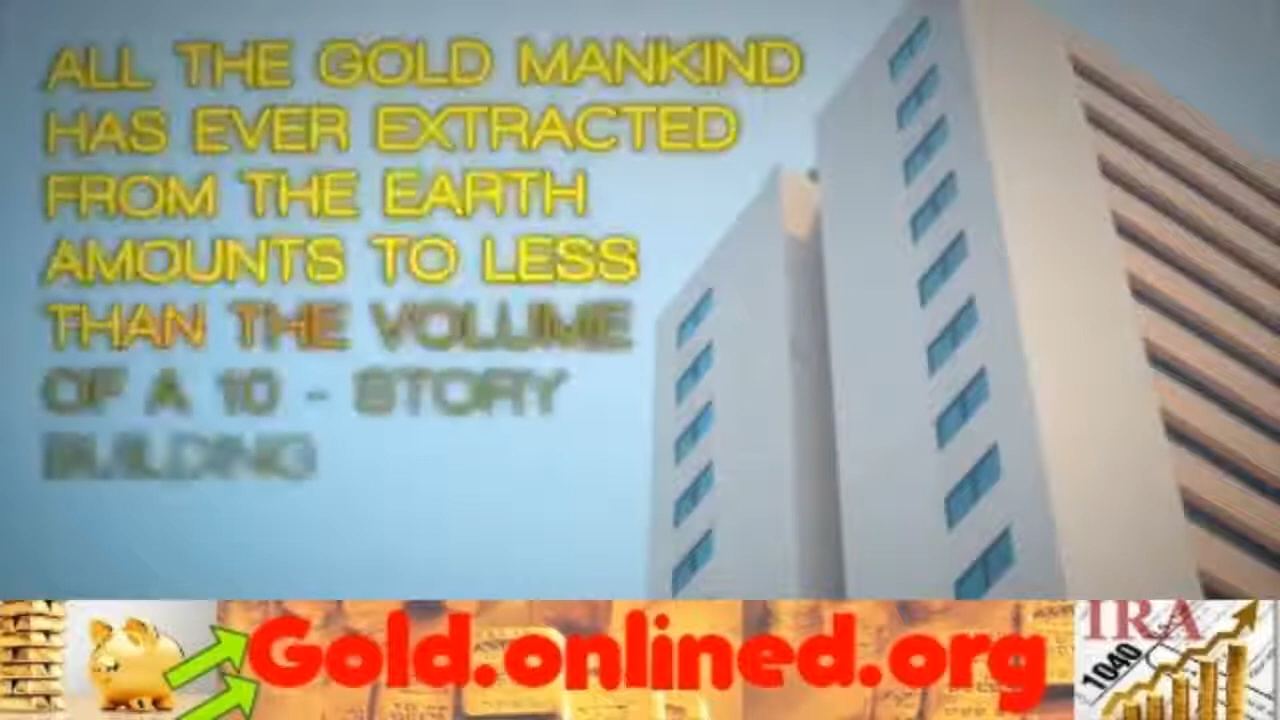 ALL THE GOLD MANKIND
HAS EVER EXTRACTED
FROM THE EARTH
AMOUNTS TO LESS
THAN THE VOLUME
OF A 10 - STORY
BUILDING
Gold.onlined.org
IRA
1040